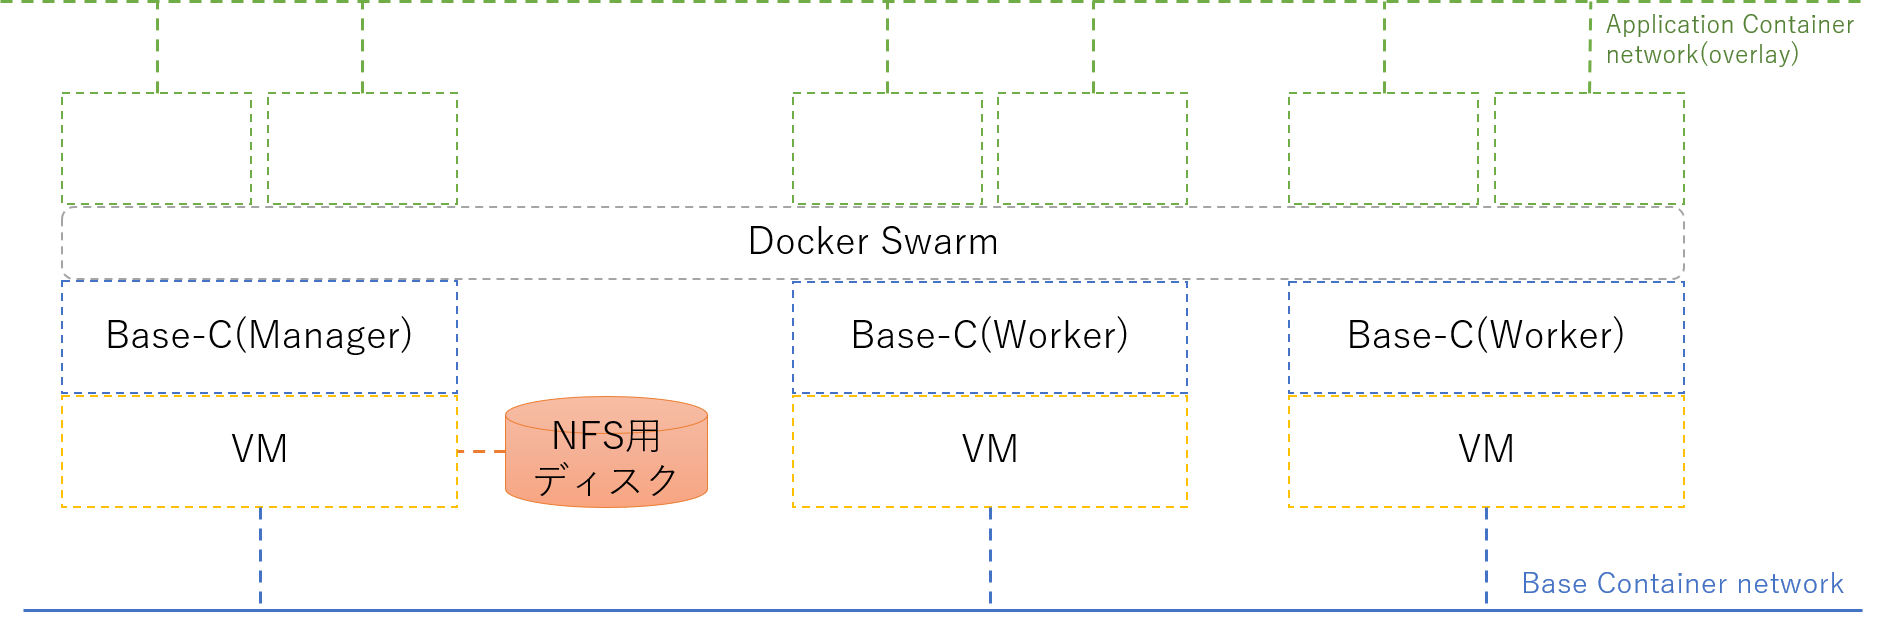 Application Container
network(overlay)
Docker Swarm
Base-C(Manager)
Base-C(Worker)
Base-C(Worker)
VM
NFS用
ディスク
VM
VM
Base Container network